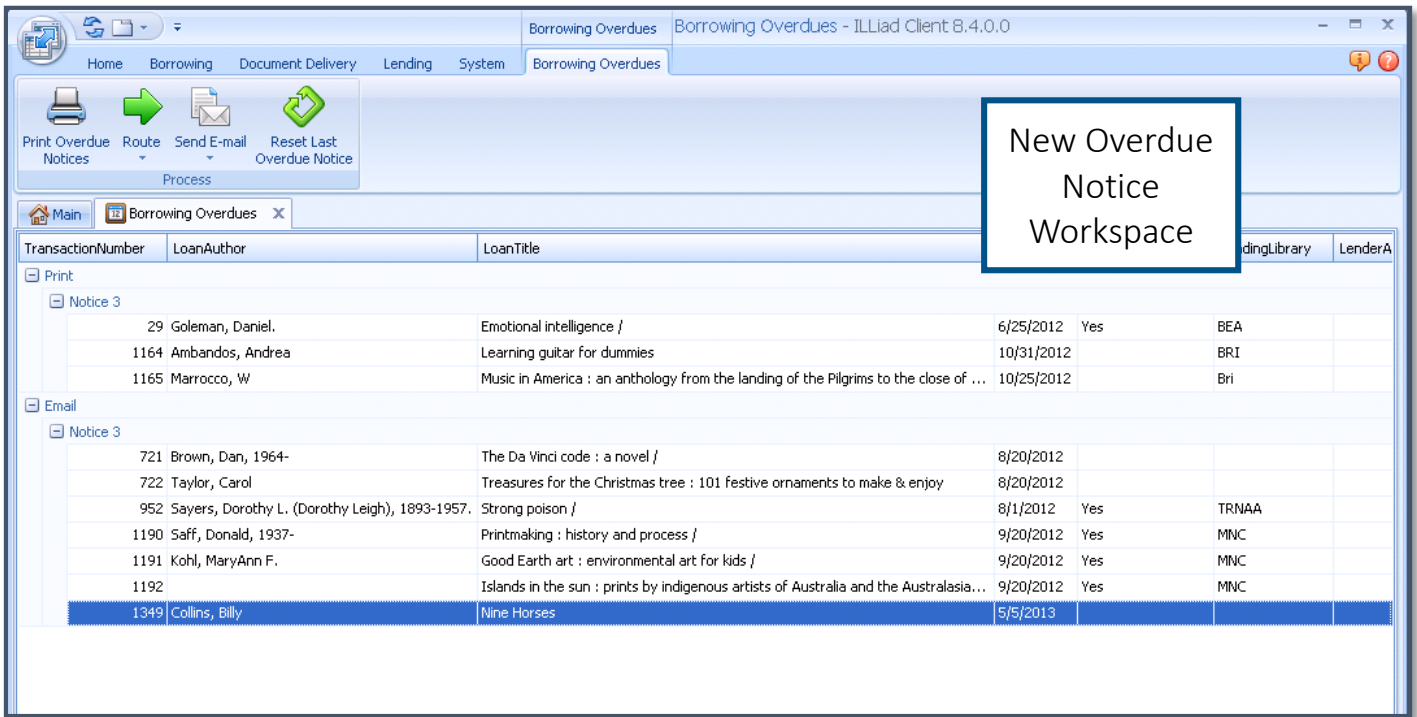 Borrowing Overdues Borrowing Overdues - ILLiad Client 8.4.0.0
Home Borrowing Document Delivery Lending System Borrowing Overdues
Print Overdue Notices Route Send E-mail Reset Last Overdue Notice
Process
New Overdue
Notice
Workspace
Main 12 Borrowing Overdues X
TransactionNumber LoanAuthor LoanTitle dingLibrary LenderA
Print
Notice 3
29 Goleman, Daniel. Emotional intelligence / 6/25/2012 Yes BEA
1164 Ambandos, Andrea Learning guitar for dummies 10/31/2012 BRI
1165 Marrocco, W Music in America : an anthology from the landing of the Pilgrims to the close of ... 10/25/2012 Bri
Email
Notice 3
721 Brown, Dan, 1964- The Da Vinci code : a novel / 8/20/2012
722 Taylor, Carol Treasures for the Christmas tree : 101 festive ornaments to make & enjoy 8/20/2012
952 Sayers, Dorothy L. (Dorothy Leigh), 1893-1957. Strong poison / 8/1/2012 Yes TRNAA
1190 Saff, Donald, 1937- Printmaking : history and process / 9/20/2012 Yes MNC
1191 Kohl, MaryAnn F. Good Earth art : environmental art for kids / 9/20/2012 Yes MNC
1192 Islands in the sun : prints by indigenous artists of Australia and the Australasia... 9/20/2012 Yes MNC
1349 Collins, Billy Nine Horses 5/5/2013